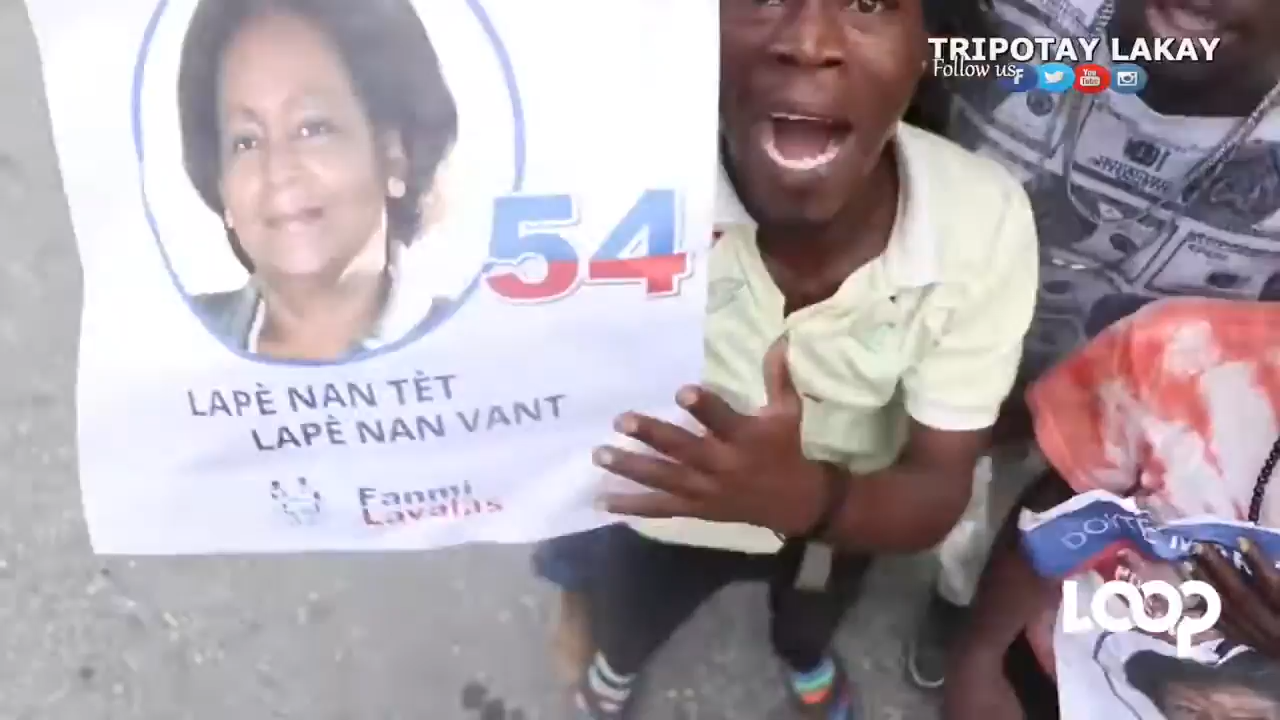 TRIPOTAY LAKAY
Follow us
54
LAPÈ NAN TÈT
LAPÈ NAN VANT
Fanmi
Lavalas
LOOP